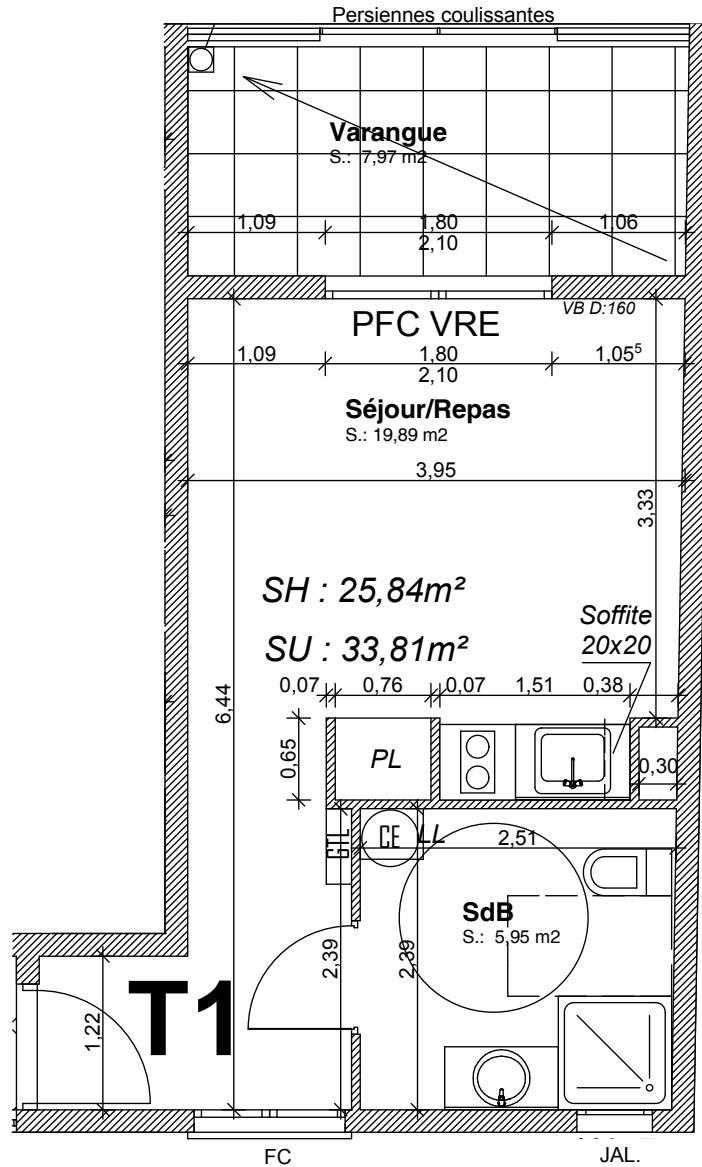 Persiennes coulissantes
Varangue
S.: 7,97 m2
1,09 1,80 1,06
2,10
VB D:160
PFC VRE
1,09 1,80 1,05⁵
2,10
Séjour/Repas
S.: 19,89 m2
3,95
3,33
SH : 25,84m²
SU : 33,81m²
Soffite
20x20
6,44
0,07 0,76 0,07 1,51 0,38
0,65
PL
0,30
GTL
CE
LL
2,51
SdB
S.: 5,95 m2
2,39
2,39
T1
1,22
FC
JAL.